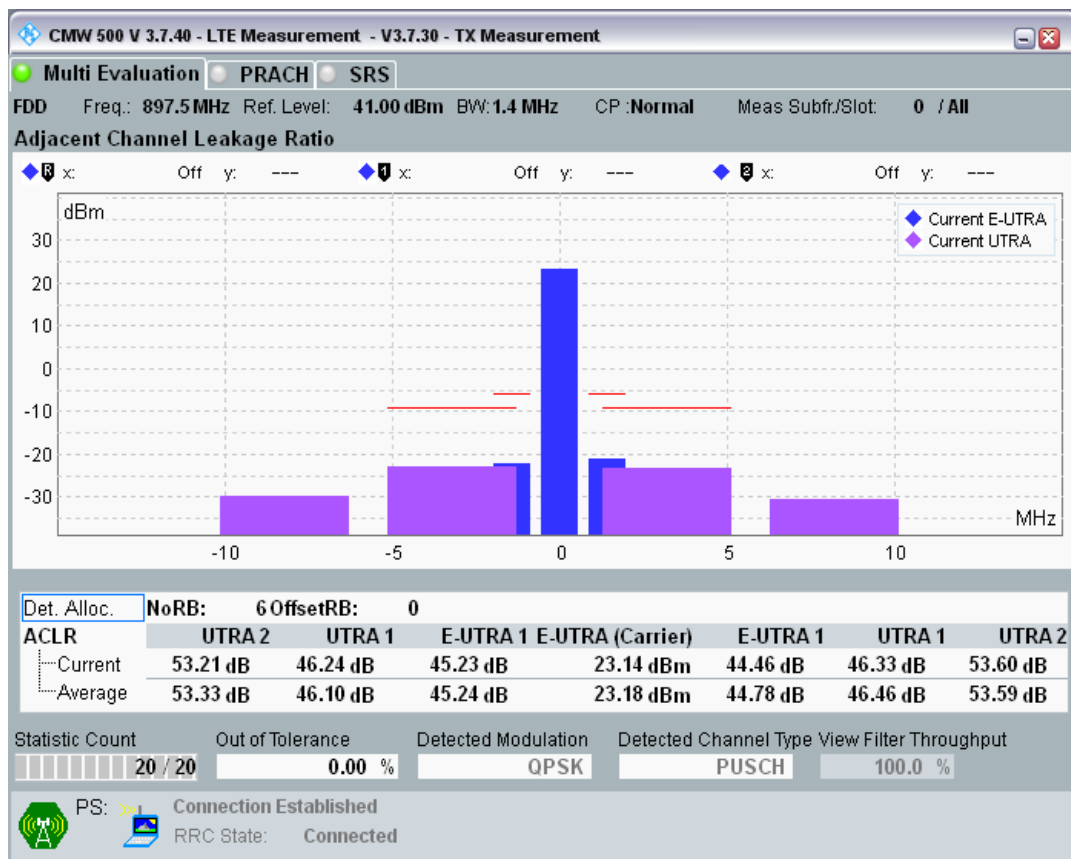 CMW 500 V 3.7.40 - LTE Measurement - V3.7.30 - TX Measurement
Multi Evaluation PRACH SRS
FDD Freq.: 897.5 MHz Ref. Level: 41.00 dBm BW: 1.4 MHz CP :Normal Meas Subfr./Slot: 0 / All
Adjacent Channel Leakage Ratio
R x: Off y: --- 1 x: Off y: --- 2 x: Off y: ---
dBm
Current E-UTRA
Current UTRA
30
20
10
0
-10
-20
-30
MHz
-10 -5 0 5 10
Det. Alloc. NoRB: 6 OffsetRB: 0
ACLR UTRA 2 UTRA 1 E-UTRA 1 E-UTRA (Carrier) E-UTRA 1 UTRA 1 UTRA 2
Current 53.21 dB 46.24 dB 45.23 dB 23.14 dBm 44.46 dB 46.33 dB 53.60 dB
Average 53.33 dB 46.10 dB 45.24 dB 23.18 dBm 44.78 dB 46.46 dB 53.59 dB
Statistic Count Out of Tolerance Detected Modulation Detected Channel Type View Filter Throughput
20 / 20 0.00 % QPSK PUSCH 100.0 %
PS: Connection Established
RRC State: Connected